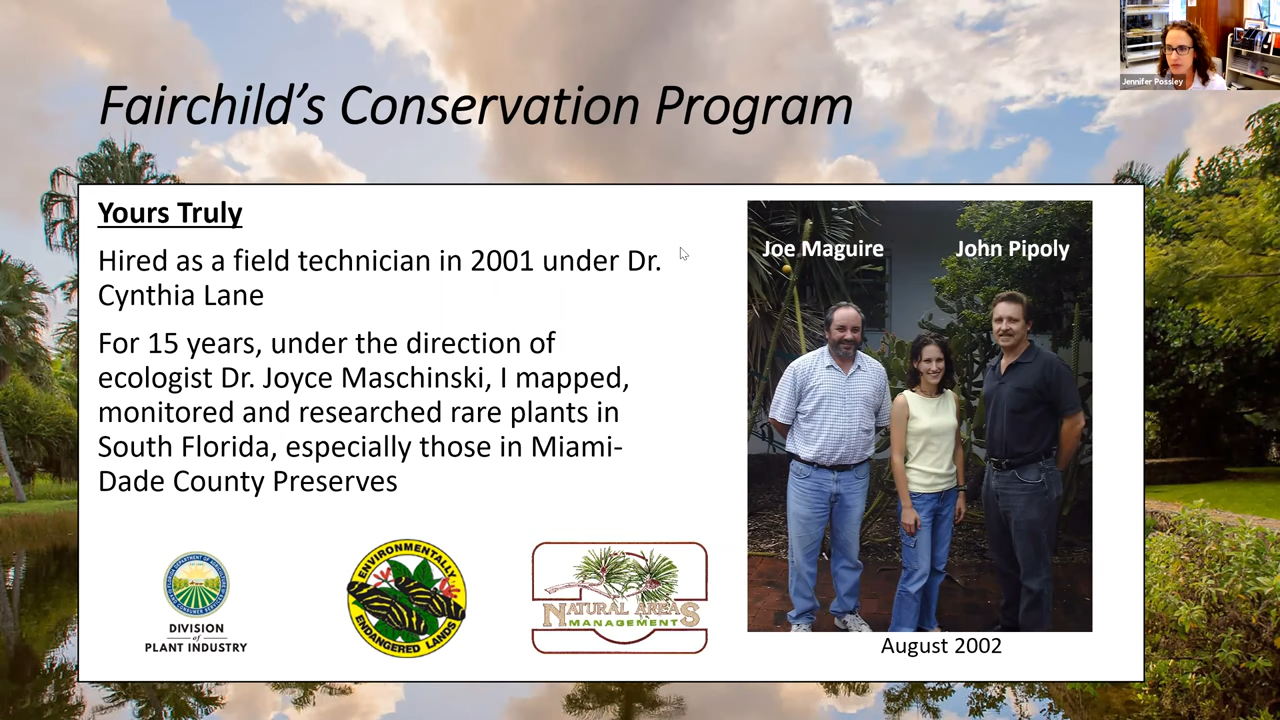 Jennifer Possley
Fairchild's Conservation Program
Yours Truly
Hired as a field technician in 2001 under Dr.
Cynthia Lane
For 15 years, under the direction of
ecologist Dr. Joyce Maschinski, I mapped,
monitored and researched rare plants in
South Florida, especially those in Miami-
Dade County Preserves
Joe Maguire
John Pipoly
August 2002
DIVISION
of
PLANT INDUSTRY
ENVIRONMENTALLY
ENDANGERED LANDS
NATURAL AREAS
MANAGEMENT